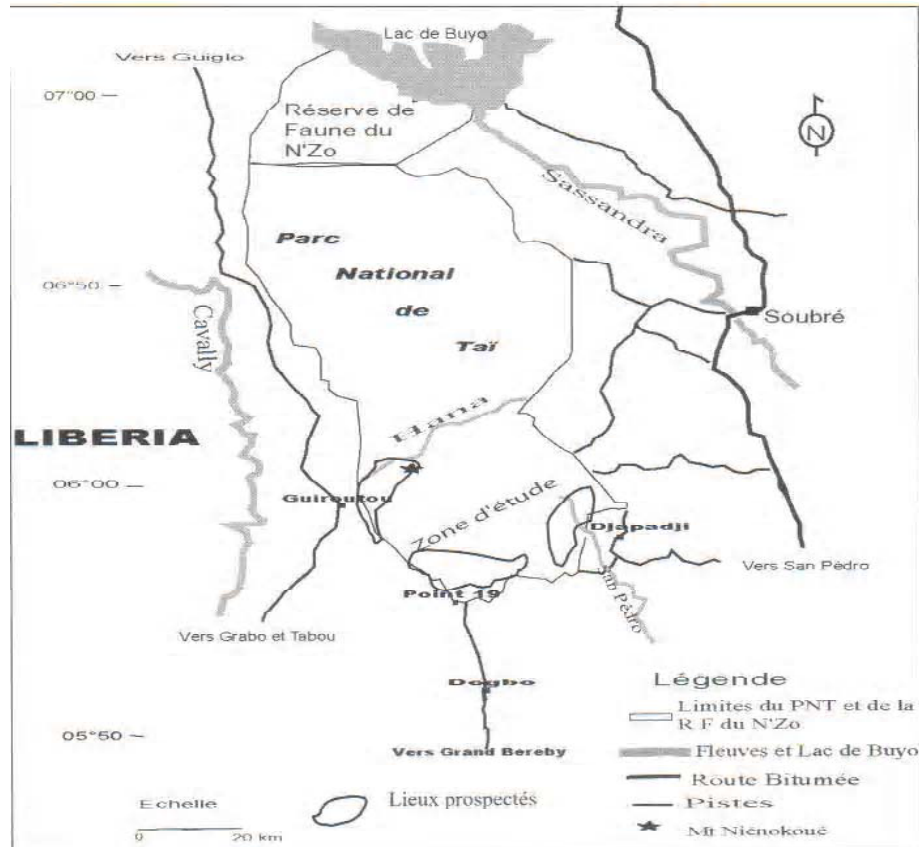 Lac de Buyo
Vers Guiglo
07°00
Réserve de
Faune du
N'Zo
N
Sassandra
Parc
National
de
Taï
06°50
Cavally
Soubré
Hana
LIBERIA
06°00
Guiroutou
Zone d'étude
Djapadji
Vers San Pédro
Point 19
San Pédro
Vers Grabo et Tabou
Dogbo
05°50
Vers Grand Bereby
Légende
Limites du PNT et de la
R F du N'Zo
Fleuves et Lac de Buyo
Route Bitumée
Pistes
Mt Niénokoué
Lieux prospectés
Echelle
0 20 km